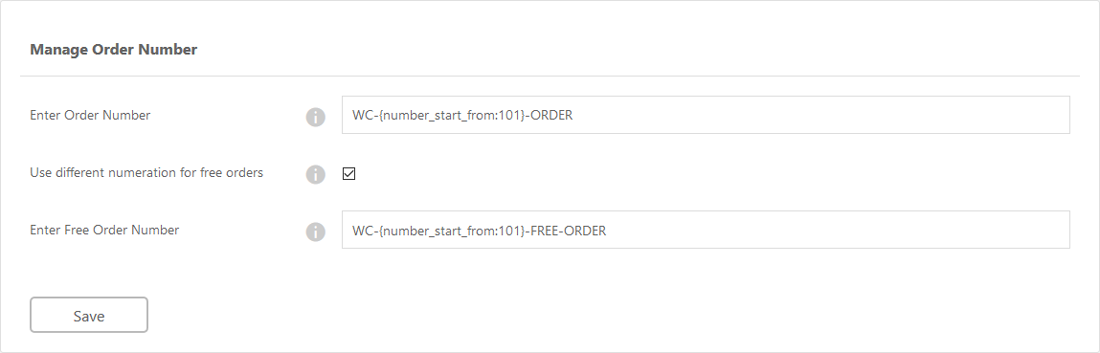 Manage Order Number
Enter Order Number
WC-{number_start_from:101}-ORDER
Use different numeration for free orders
Enter Free Order Number
WC-{number_start_from:101}-FREE-ORDER
Save